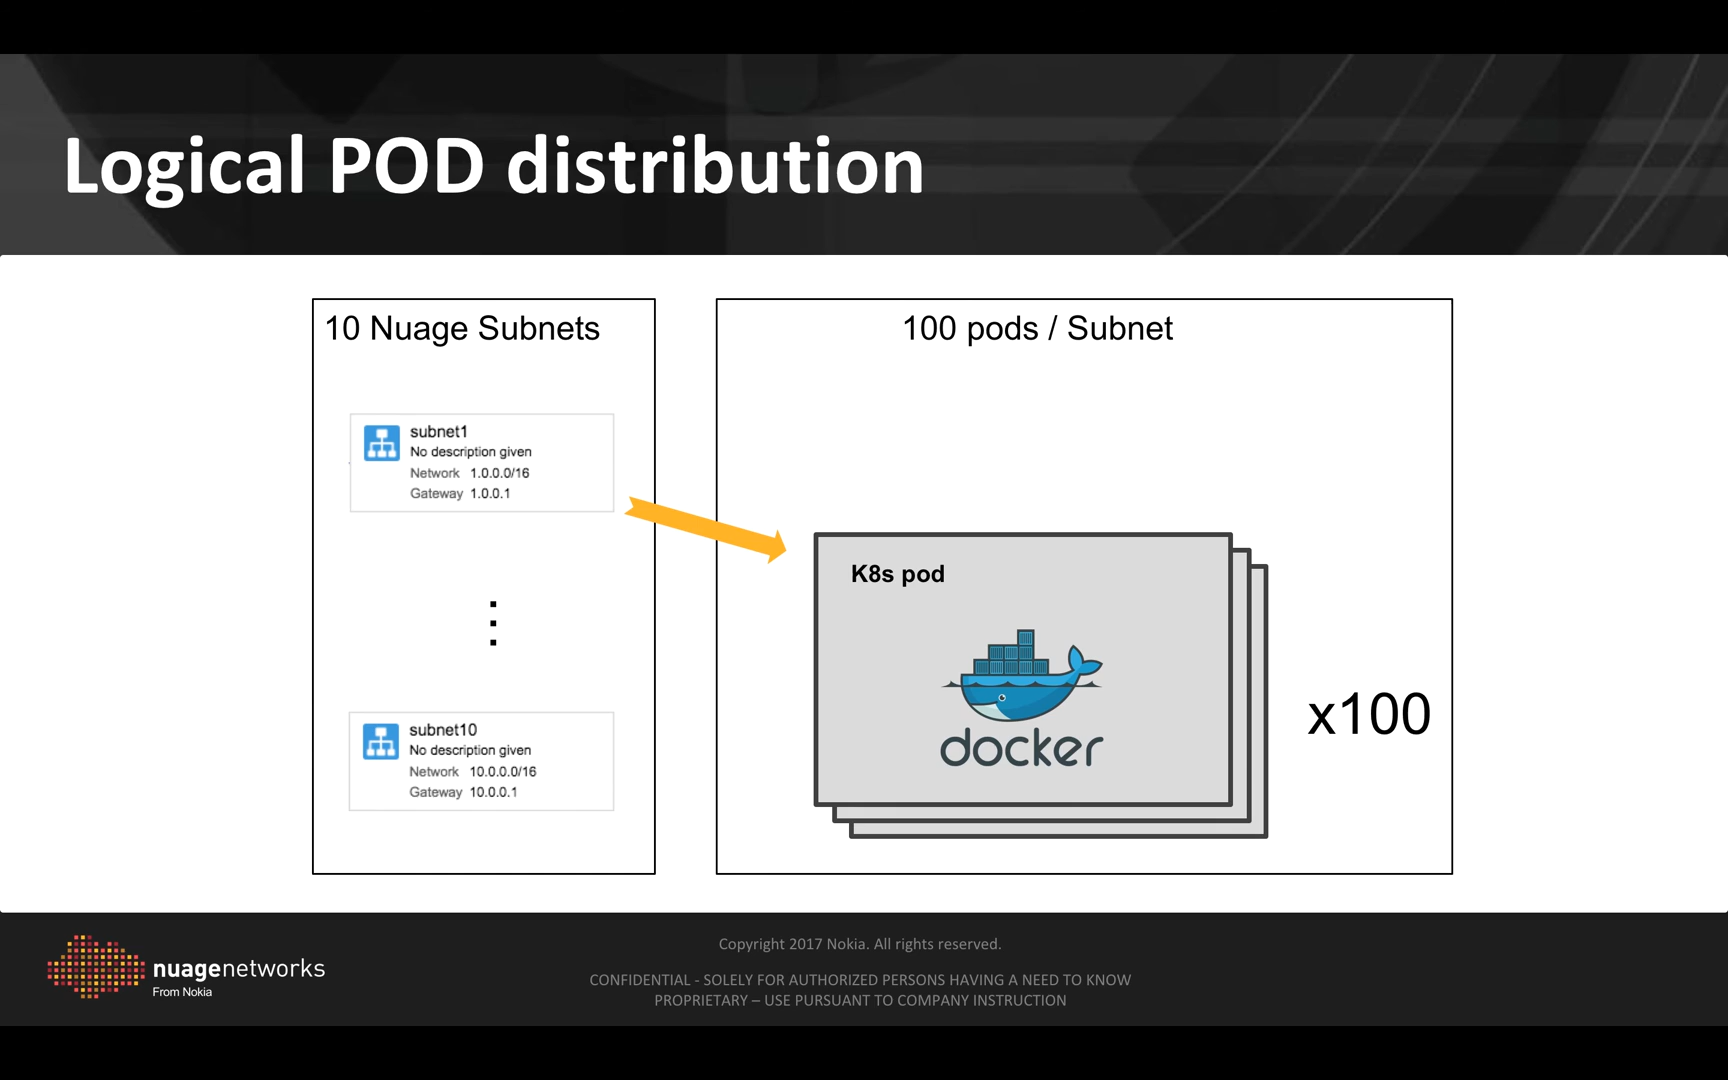 Logical POD distribution
10 Nuage Subnets
subnet1
No description given
Network 1.0.0.0/16
Gateway 1.0.0.1
subnet10
No description given
Network 10.0.0.0/16
Gateway 10.0.0.1
100 pods / Subnet
K8s pod
docker
x100
nuagenetworks
From Nokia
Copyright 2017 Nokia. All rights reserved.
CONFIDENTIAL - SOLELY FOR AUTHORIZED PERSONS HAVING A NEED TO KNOW
PROPRIETARY – USE PURSUANT TO COMPANY INSTRUCTION